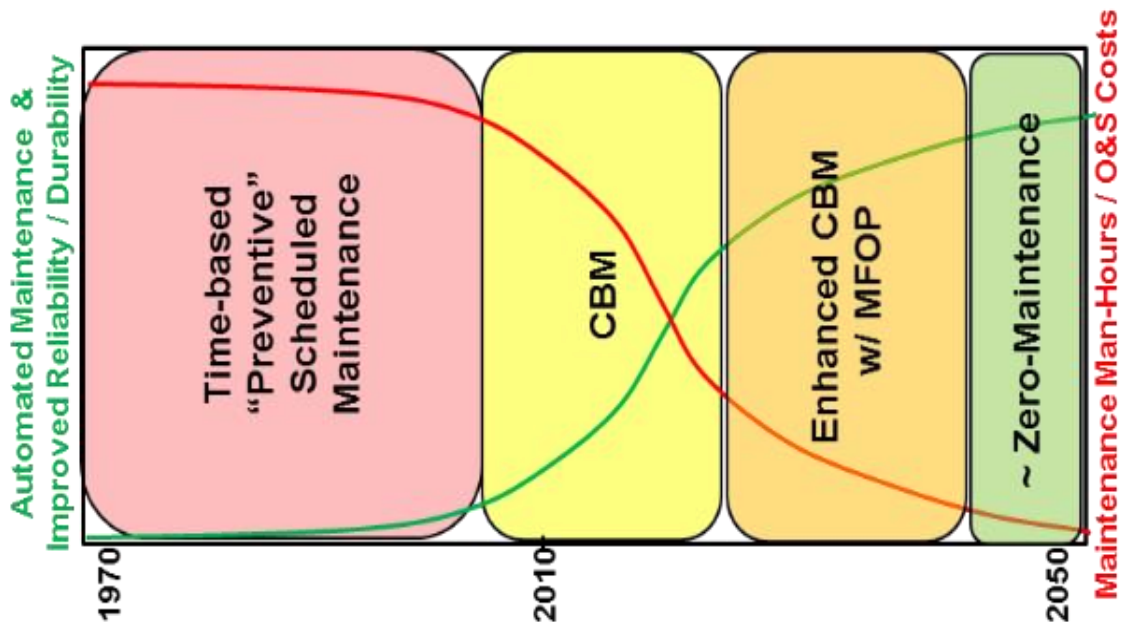 Automated Maintenance &
Improved Reliability / Durability
Time-based
“Preventive”
Scheduled
Maintenance
CBM
Enhanced CBM
w/ MFOP
~ Zero-Maintenance
Maintenance Man-Hours / O&S Costs
1970
2010
2050